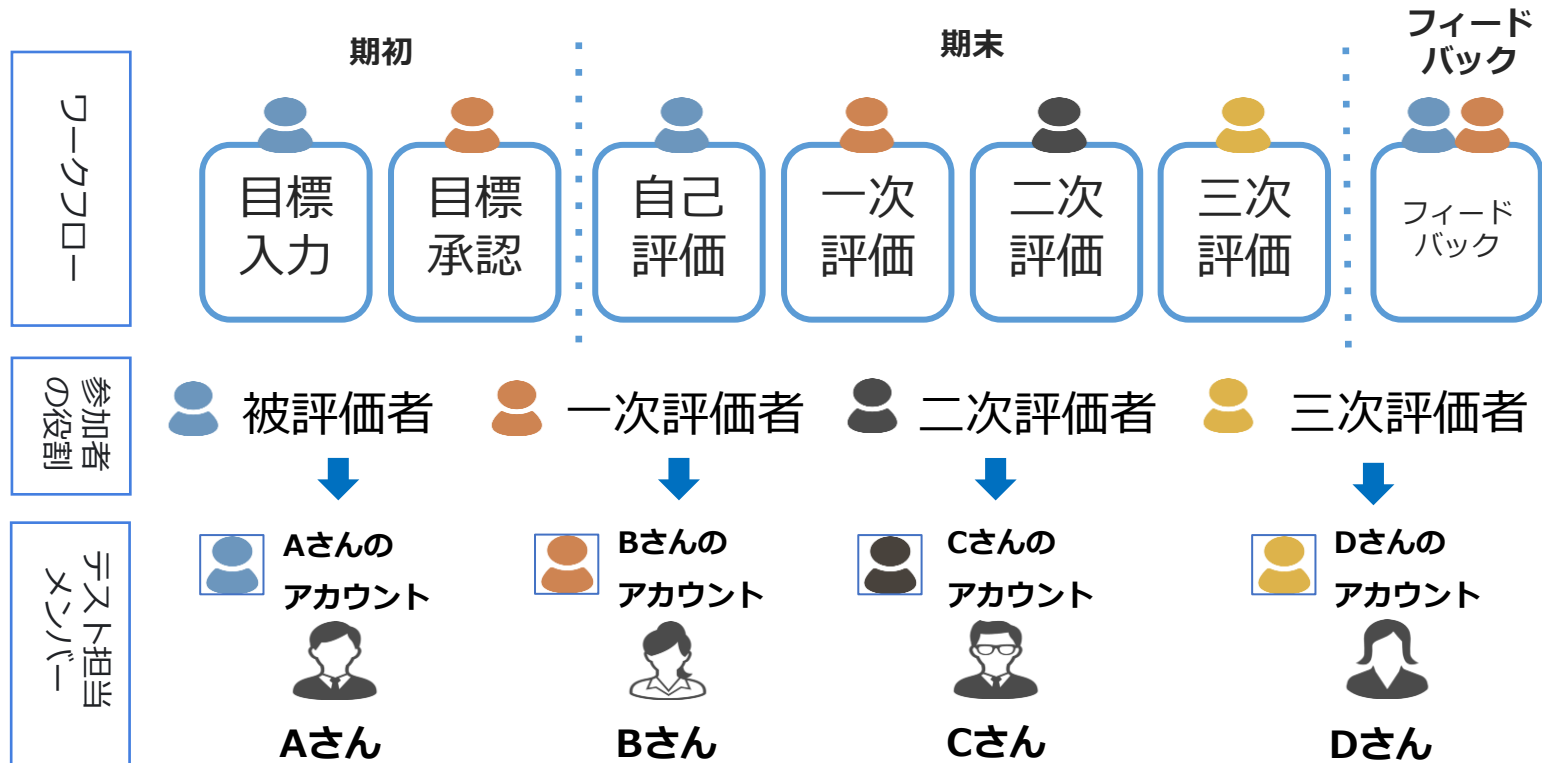 期初
期末
フィード
バック
ワークフロー
目標
入力
目標
承認
自己
評価
一次
評価
二次
評価
三次
評価
フィード
バック
参加者
の役割
被評価者
一次評価者
二次評価者
三次評価者
テスト担当
メンバー
Aさんの
アカウント
Bさんの
アカウント
Cさんの
アカウント
Dさんの
アカウント
Aさん
Bさん
Cさん
Dさん